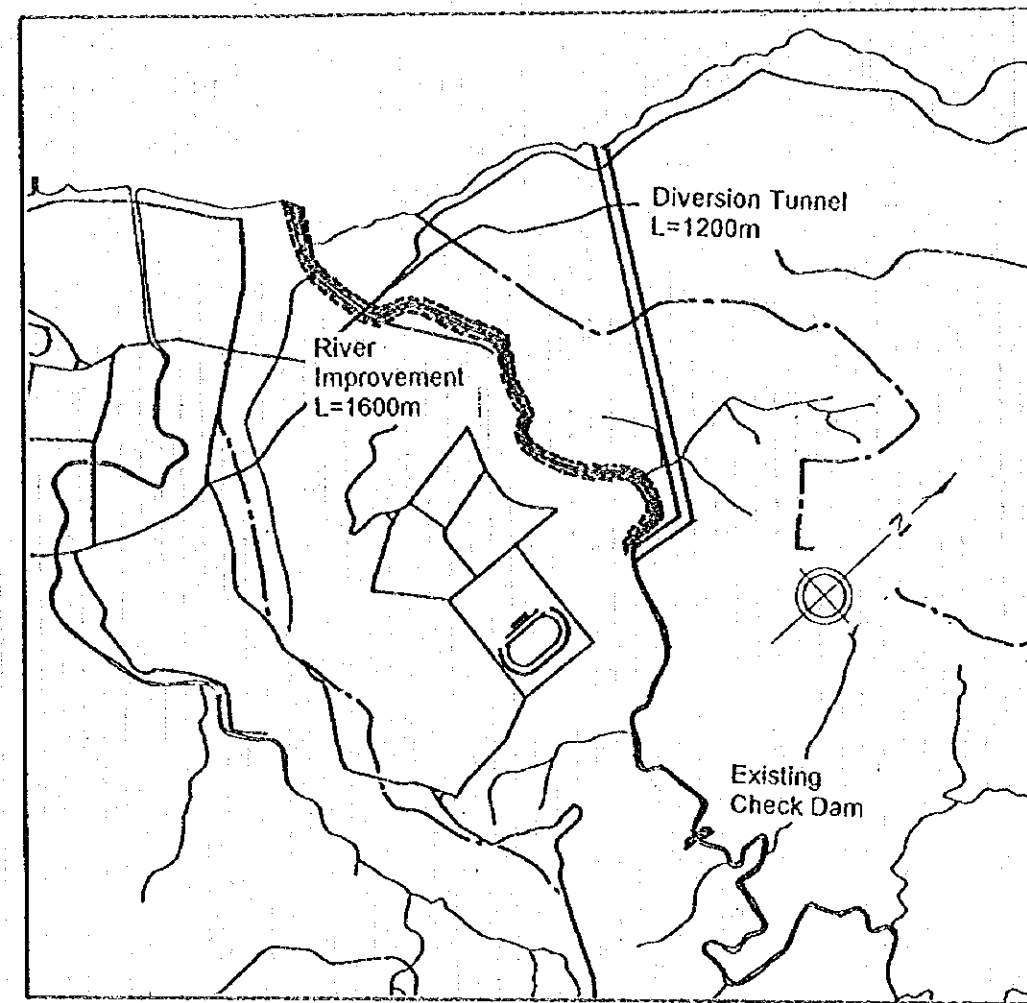 Diversion Tunnel
L=1200m
River
Improvement
L=1600m
N
Existing
Check Dam